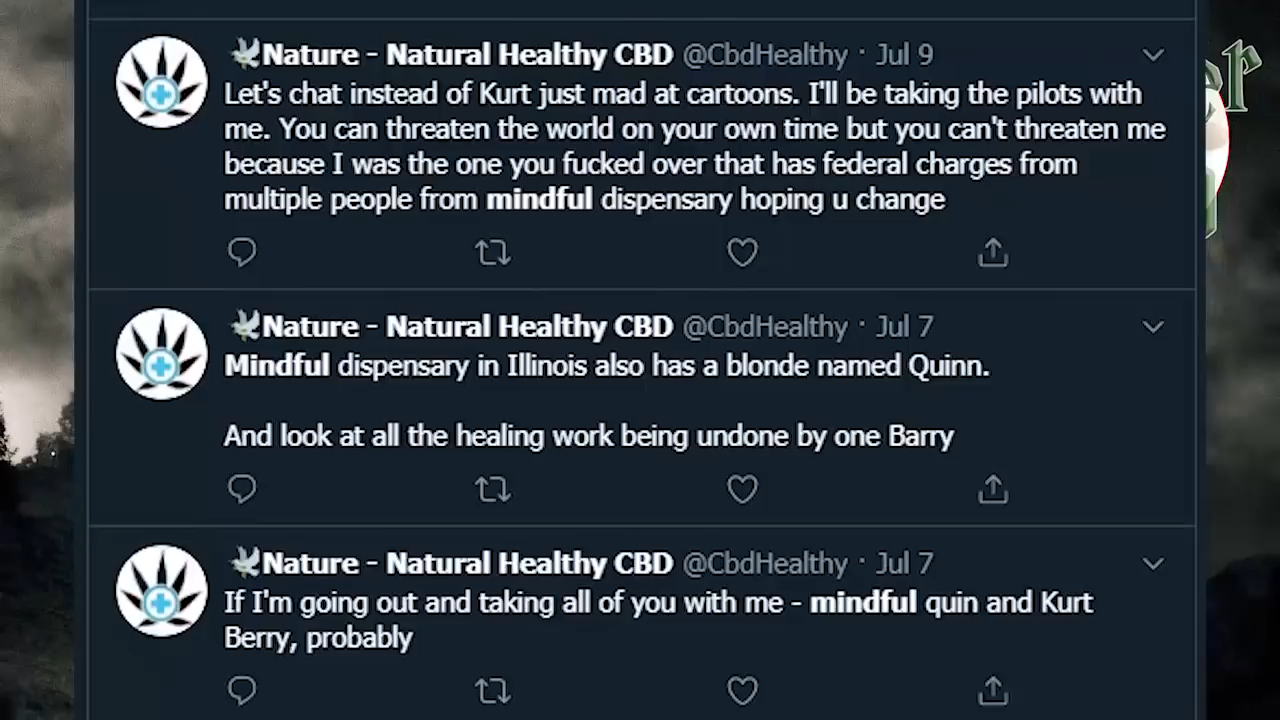 Nature - Natural Healthy CBD @CbdHealthy · Jul 9
Let's chat instead of Kurt just mad at cartoons. I'll be taking the pilots with
me. You can threaten the world on your own time but you can't threaten me
because I was the one you fucked over that has federal charges from
multiple people from mindful dispensary hoping u change
Nature - Natural Healthy CBD @CbdHealthy · Jul 7
Mindful dispensary in Illinois also has a blonde named Quinn.
And look at all the healing work being undone by one Barry
Nature - Natural Healthy CBD @CbdHealthy · Jul 7
If I'm going out and taking all of you with me - mindful quin and Kurt
Berry, probably